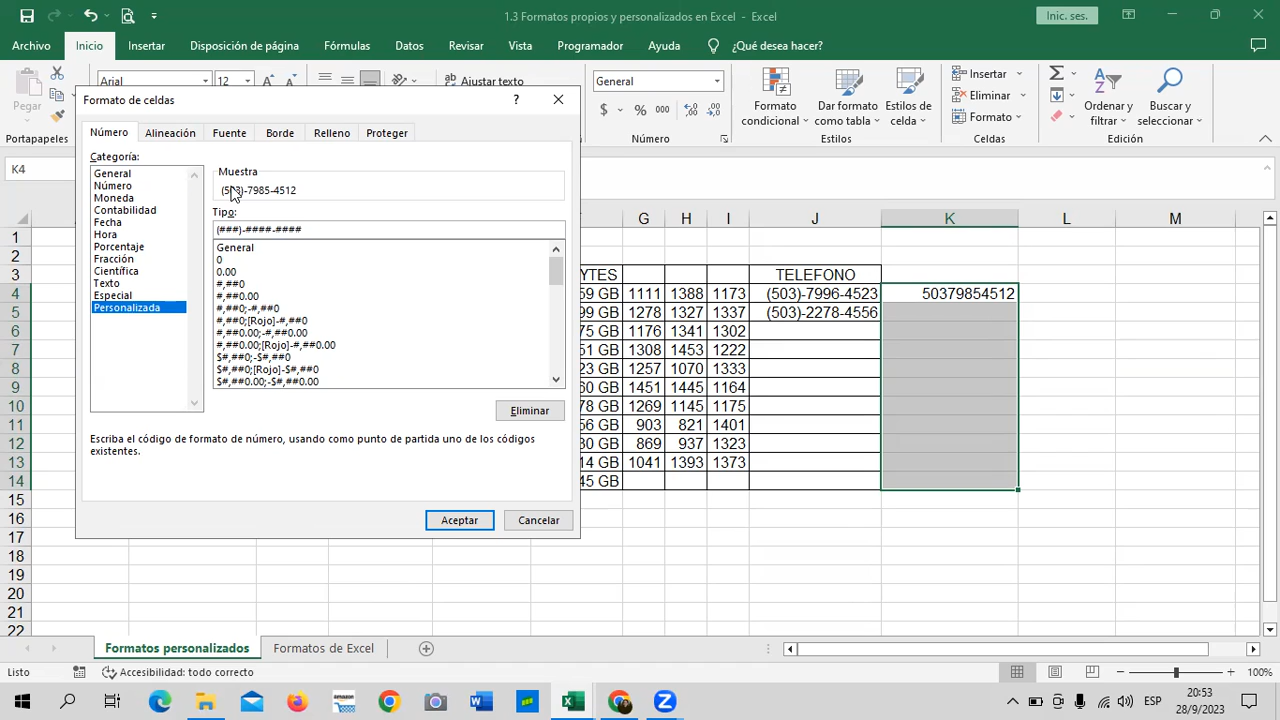 1.3 Formatos propios y personalizados en Excel - Excel
Inic. ses.
Archivo Inicio Insertar Disposición de página Fórmulas Datos Revisar Vista Programador Ayuda ¿Qué desea hacer?
Pegar
Portapapeles
Arial 12
Ajustar texto
General
$ % 000
Número
Formato condicional
Dar formato como tabla
Estilos de celda
Estilos
Insertar
Eliminar
Formato
Celdas
Ordenar y filtrar
Buscar y seleccionar
Edición
K4
Formato de celdas ?
Número Alineación Fuente Borde Relleno Proteger
Categoría:
General
Número
Moneda
Contabilidad
Fecha
Hora
Porcentaje
Fracción
Científica
Texto
Especial
Personalizada
Muestra
(503)-7985-4512
Tipo:
(###)-####-####
General
0
0.00
#,##0
#,##0.00
#,##0;-#,##0
#,##0;[Rojo]-#,##0
#,##0.00;-#,##0.00
#,##0.00;[Rojo]-#,##0.00
$#,##0;-$#,##0
$#,##0;[Rojo]-$#,##0
$#,##0.00;-$#,##0.00
Eliminar
Escriba el código de formato de número, usando como punto de partida uno de los códigos
existentes.
Aceptar Cancelar
G H I J K L M
1
2
3 YTES TELEFONO
4 59 GB 1111 1388 1173 (503)-7996-4523 50379854512
5 99 GB 1278 1327 1337 (503)-2278-4556
6 75 GB 1176 1341 1302
7 51 GB 1308 1453 1222
8 23 GB 1257 1070 1333
9 60 GB 1451 1445 1164
10 78 GB 1269 1145 1175
11 56 GB 903 821 1401
12 30 GB 869 937 1323
13 14 GB 1041 1393 1373
14 45 GB
15
16
17
18
19
20
21
22
Formatos personalizados Formatos de Excel
Listo Accesibilidad: todo correcto 100%
amazon
ESP
20:53
28/9/2023